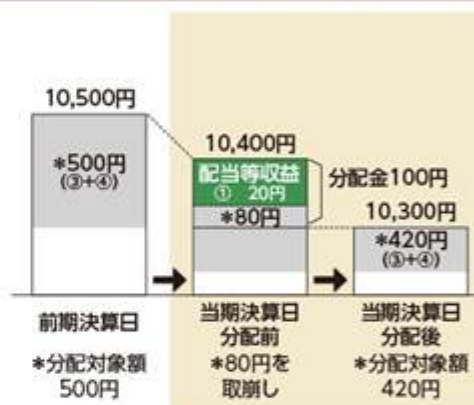 10,500円
*500円
(③+④)
前期決算日
*分配対象額
500円
10,400円
配当等収益
① 20円
*80円
分配金100円
当期決算日
分配前
*80円を
取崩し
10,300円
*420円
(③+④)
当期決算日
分配後
*分配対象額
420円